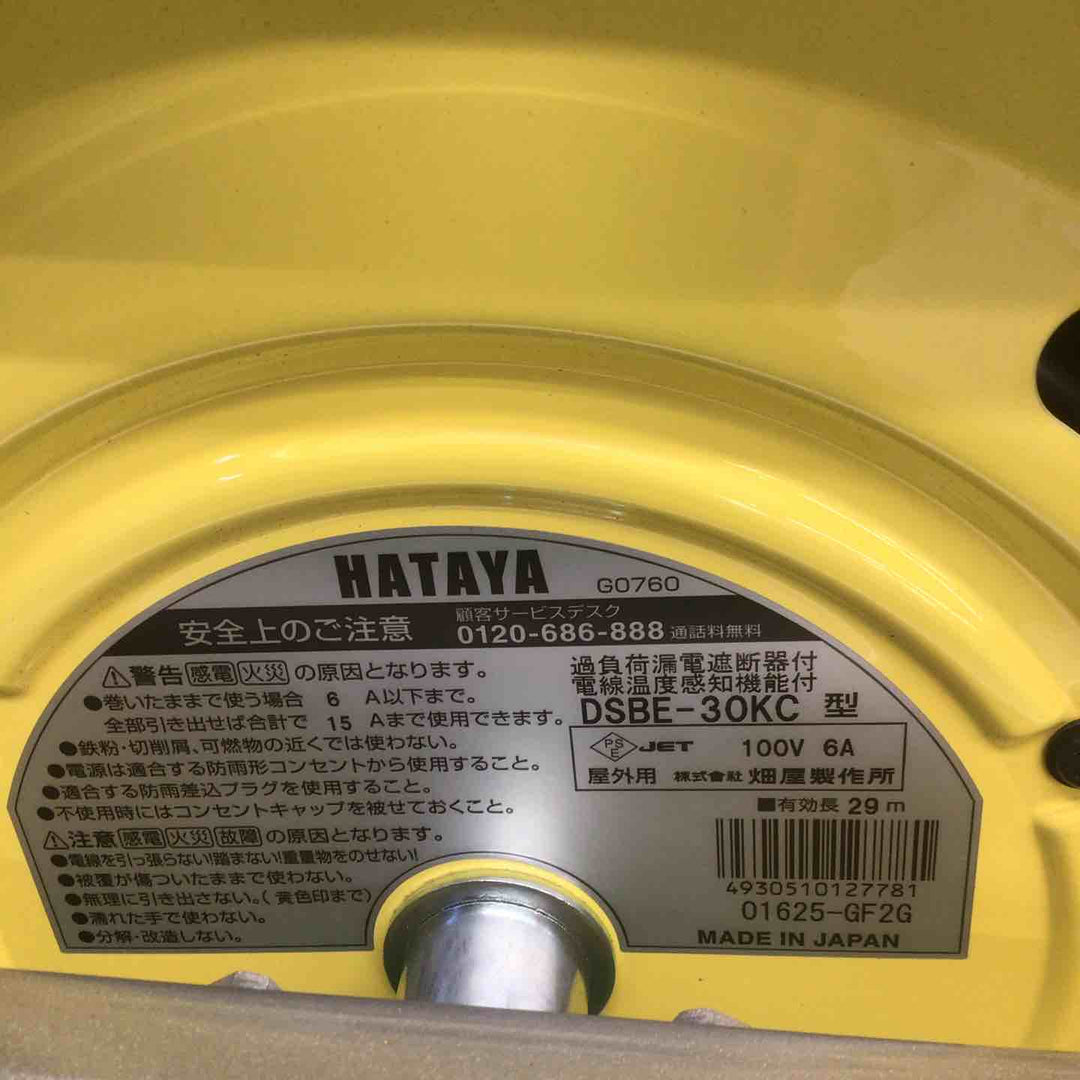 HATAYA G0760
安全上のご注意
顧客サービスデスク
0120-686-888 通話料無料
⚠警告 感電 火災 の原因となります。
●巻いたままで使う場合 6 A以下まで。
全部引き出せば合計で 15 Aまで使用できます。
●鉄粉・切削屑、可燃物の近くでは使わない。
●電源は適合する防雨形コンセントから使用すること。
●適合する防雨差込プラグを使用すること。
●不使用時にはコンセントキャップを被せておくこと。
⚠注意 感電 火災 故障 の原因となります。
●電線を引っ張らない!踏まない!重量物をのせない!
●被覆が傷ついたままで使わない。
●無理に引き出さない。(黄色印まで)
●濡れた手で使わない。
●分解・改造しない。
過負荷漏電遮断器付
電線温度感知機能付
DSBE-30KC 型
PSE JET 100V 6A
屋外用 株式会社 畑屋製作所
■有効長 29m
4930510127781
01625-GF2G
MADE IN JAPAN